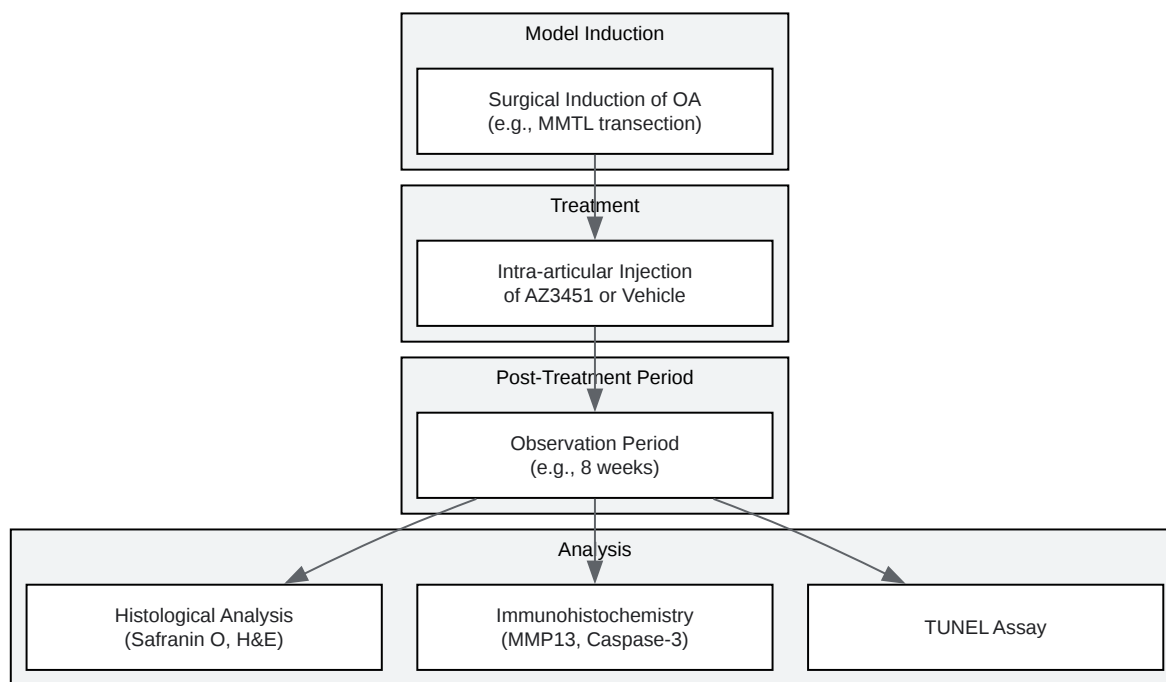 Model Induction
Surgical Induction of OA
(e.g., MMTL transection)
Treatment
Intra-articular Injection
of AZ3451 or Vehicle
Post-Treatment Period
Observation Period
(e.g., 8 weeks)
Analysis
Histological Analysis
(Safranin O, H&E)
Immunohistochemistry
(MMP13, Caspase-3)
TUNEL Assay